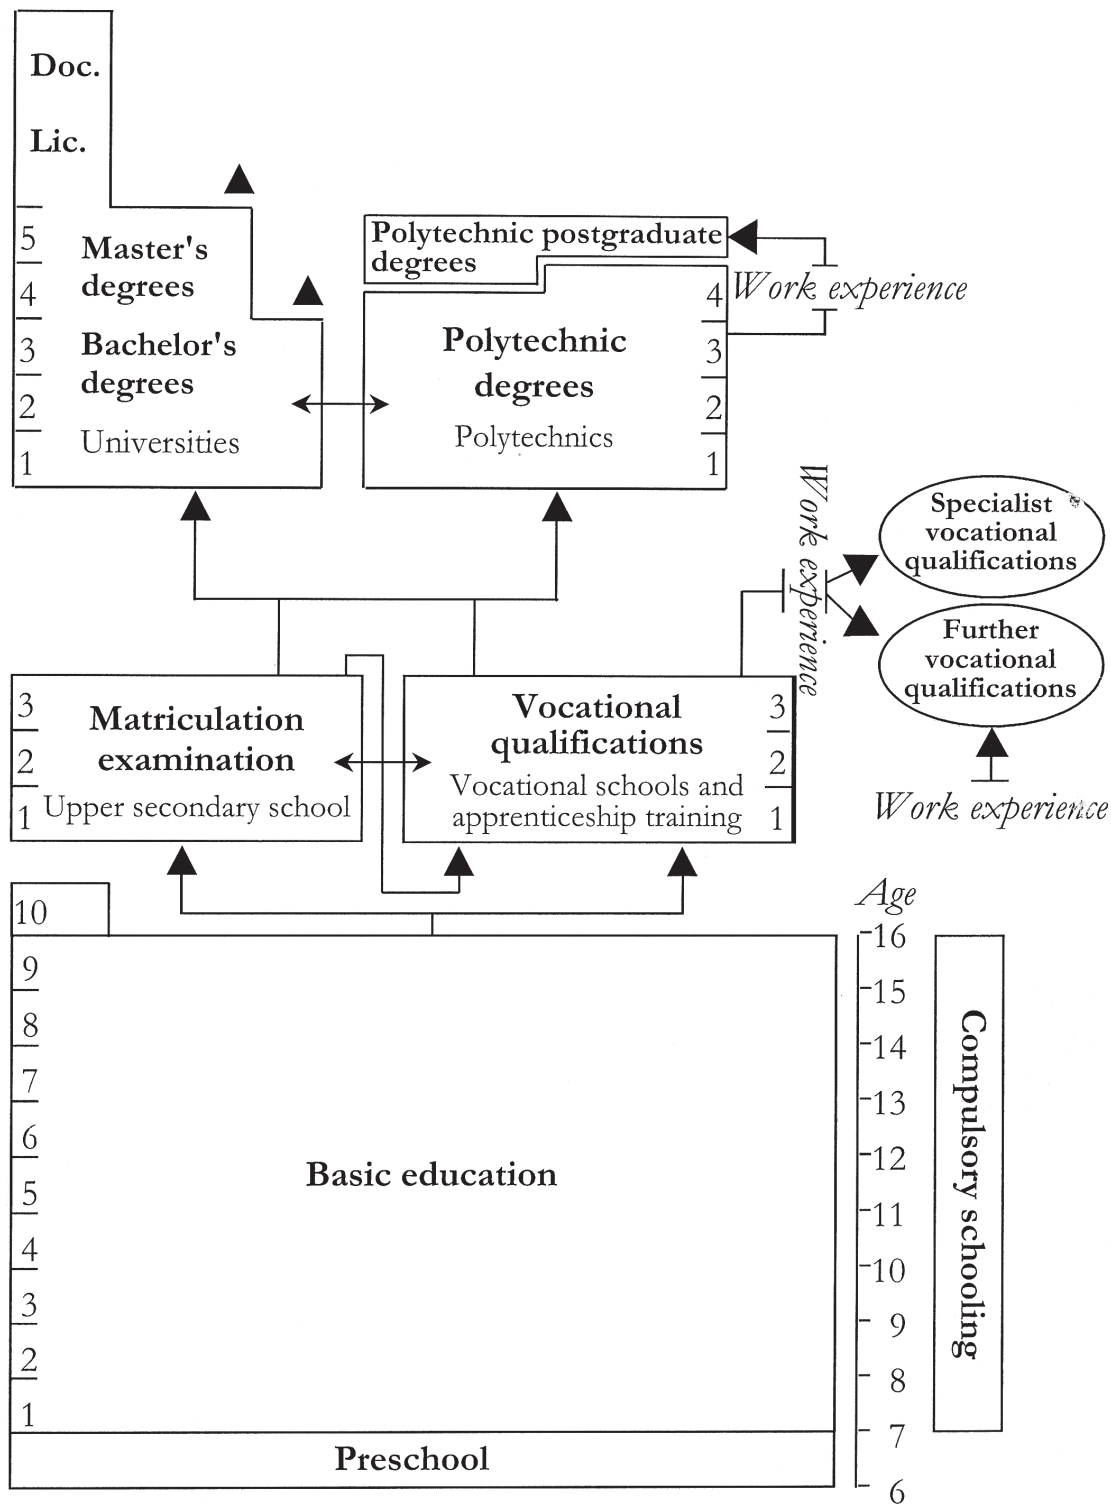 Doc.
Lic.
5
4
3
2
1
Master's
degrees
Bachelor's
degrees
Universities
Polytechnic postgraduate
degrees
Work experience
Polytechnic
degrees
Polytechnics
4
3
2
1
Work experience
Specialist
vocational
qualifications
Further
vocational
qualifications
Work experience
3
2
1
Matriculation
examination
Upper secondary school
Vocational
qualifications
Vocational schools and
apprenticeship training
3
2
1
10
9
8
7
6
5
4
3
2
1
Basic education
Preschool
Age
16
15
14
13
12
11
10
9
8
7
6
Compulsory schooling